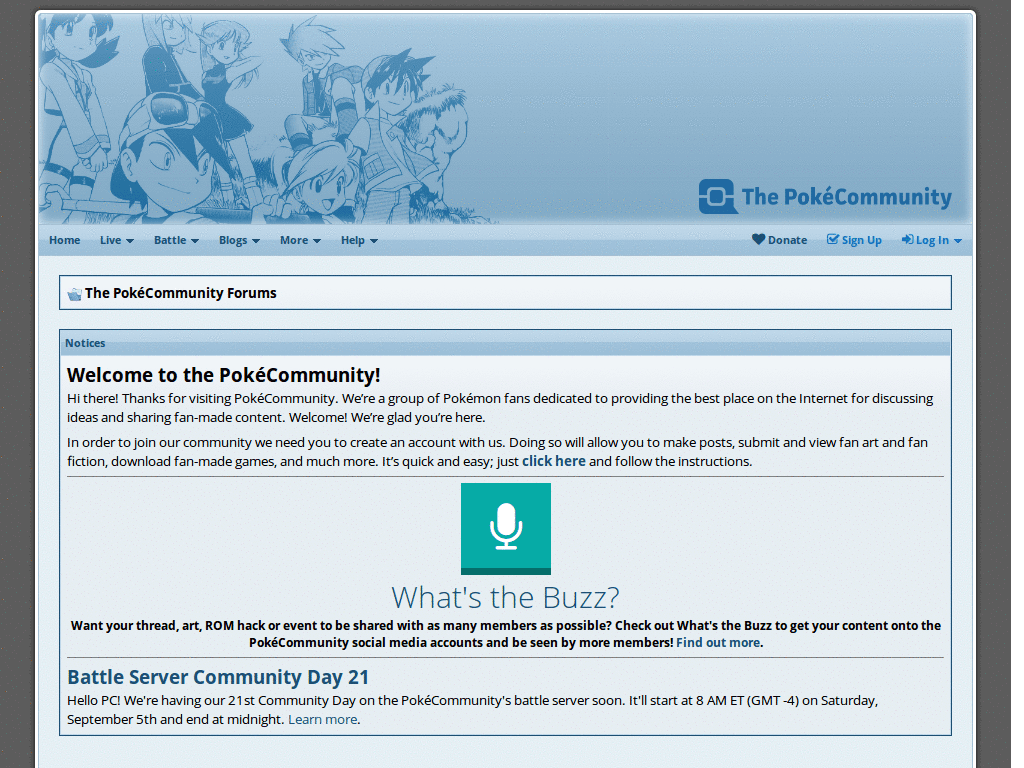 The PokéCommunity
Home Live Battle Blogs More Help Donate Sign Up Log In
The PokéCommunity Forums
Notices
Welcome to the PokéCommunity!
Hi there! Thanks for visiting PokéCommunity. We’re a group of Pokémon fans dedicated to providing the best place on the Internet for discussing
ideas and sharing fan-made content. Welcome! We’re glad you’re here.
In order to join our community we need you to create an account with us. Doing so will allow you to make posts, submit and view fan art and fan
fiction, download fan-made games, and much more. It’s quick and easy; just click here and follow the instructions.
What's the Buzz?
Want your thread, art, ROM hack or event to be shared with as many members as possible? Check out What's the Buzz to get your content onto the
PokéCommunity social media accounts and be seen by more members! Find out more.
Battle Server Community Day 21
Hello PC! We're having our 21st Community Day on the PokéCommunity's battle server soon. It'll start at 8 AM ET (GMT -4) on Saturday,
September 5th and end at midnight. Learn more.